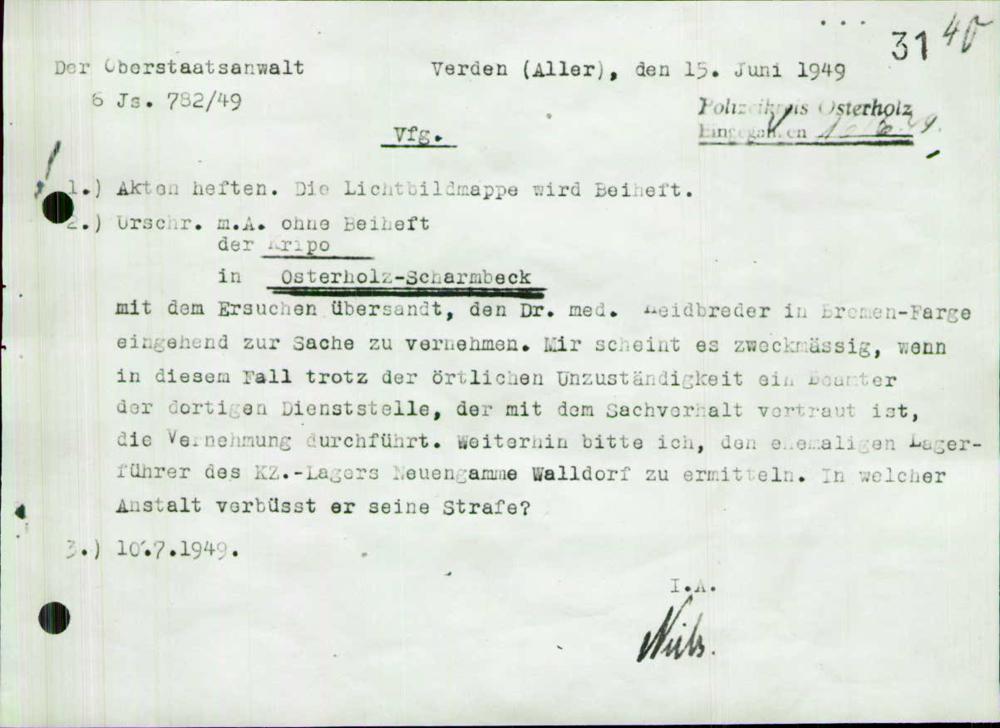 31 40
Der Oberstaatsanwalt Verden (Aller), den 15. Juni 1949
6 Js. 782/49
Polizeikreis Osterholz
Eingegangen 16.6.49.
Vfg.
1.) Akten heften. Die Lichtbildmappe wird Beiheft.
2.) Urschr. m.A. ohne Beiheft
der Kripo
in Osterholz-Scharmbeck
mit dem Ersuchen übersandt, den Dr. med. Heidbreder in Bremen-Farge
eingehend zur Sache zu vernehmen. Mir scheint es zweckmässig, wenn
in diesem Fall trotz der örtlichen Unzuständigkeit ein Beamter
der dortigen Dienststelle, der mit dem Sachverhalt vertraut ist,
die Vernehmung durchführt. Weiterhin bitte ich, den ehemaligen Lager-
führer des KZ.-Lagers Neuengamme Walldorf zu ermitteln. In welcher
Anstalt verbüsst er seine Strafe?
3.) 10.7.1949.
I.A.